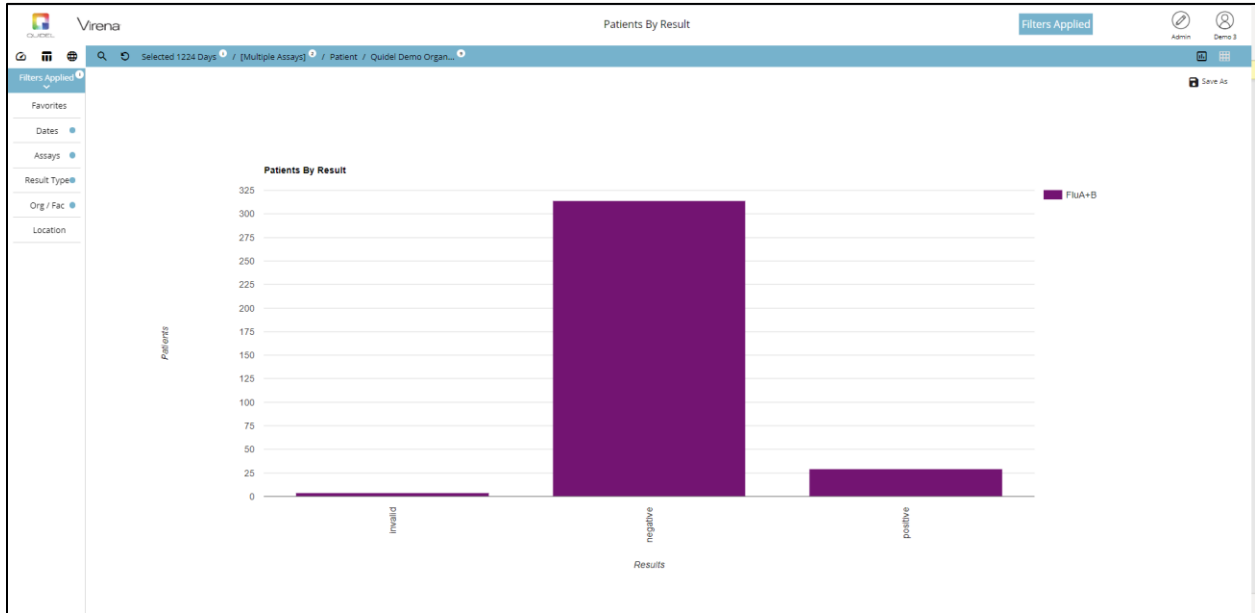 QUIDEL
Virena
Patients By Result
Filters Applied
Admin
Demo 3
Selected 1224 Days / [Multiple Assays] / Patient / Quidel Demo Organ...
Filters Applied
Favorites
Dates
Assays
Result Type
Org / Fac
Location
Save As
Patients By Result
FluA+B
325
300
275
250
225
200
175
150
125
100
75
50
25
0
Patients
invalid
negative
positive
Results